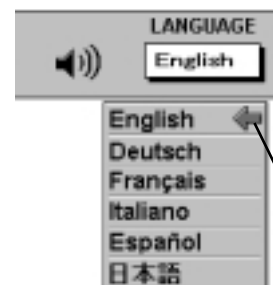 LANGUAGE
English
English
Deutsch
Français
Italiano
Español
日本語